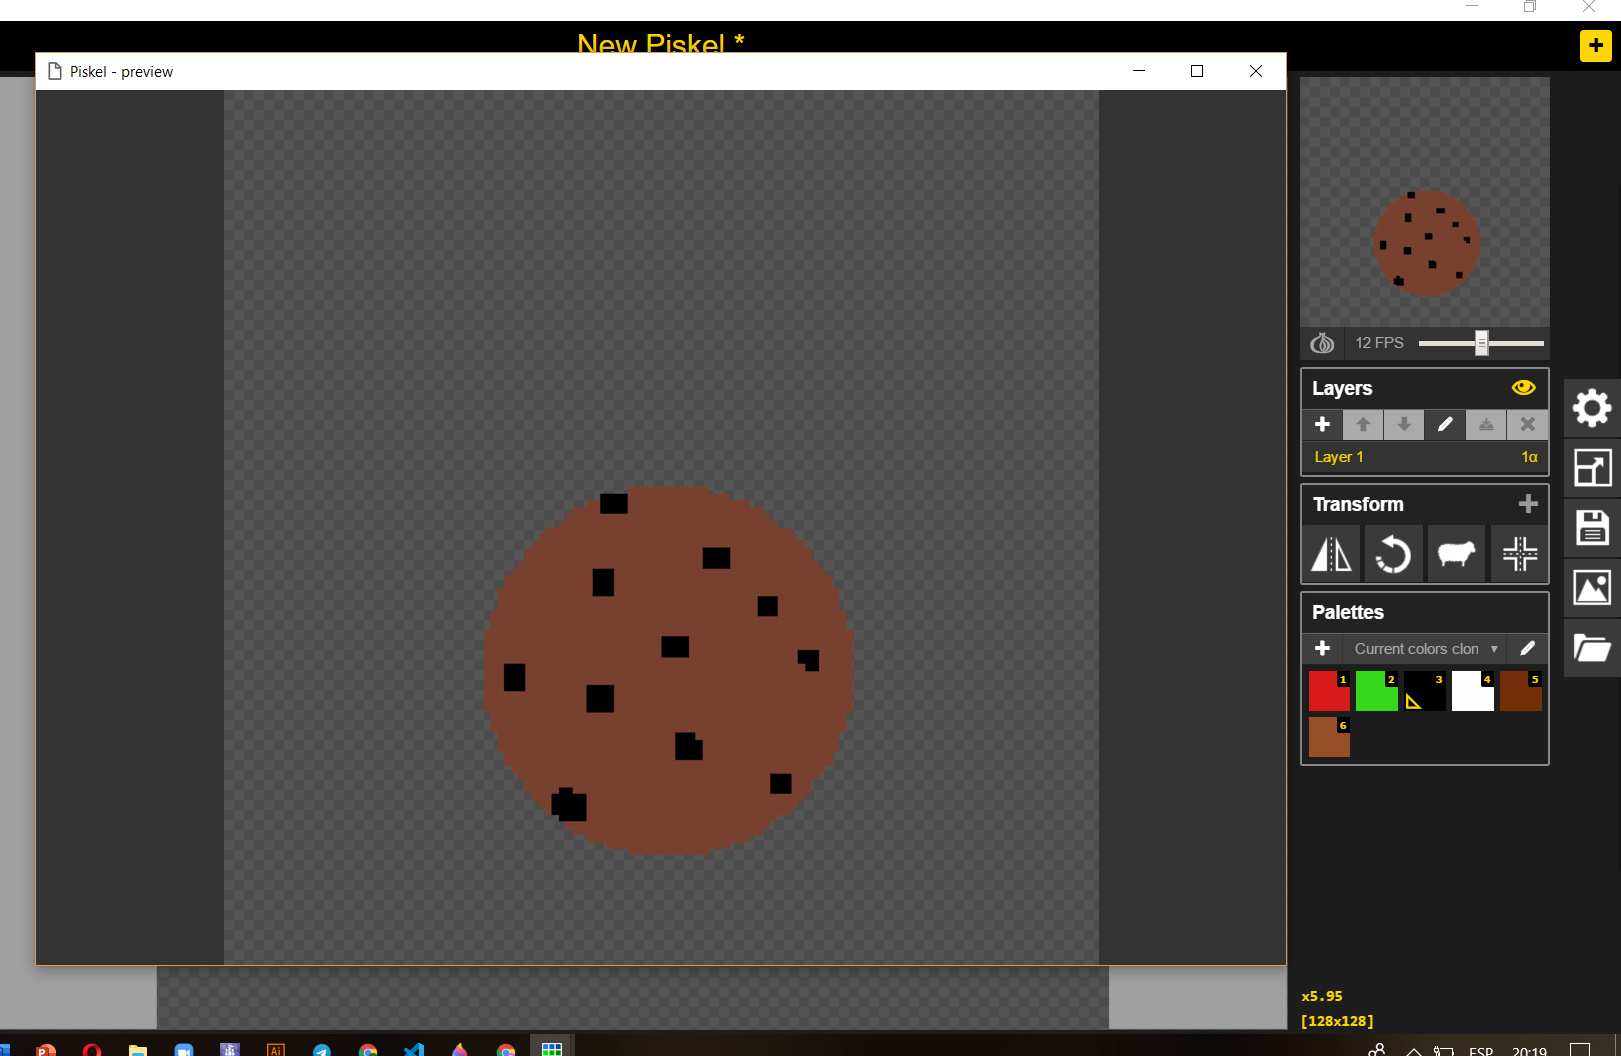 New Piskel *
Piskel - preview
12 FPS
Layers
Layer 1
1α
Transform
Palettes
Current colors clon
1
2
3
4
5
6
x5.95
[128x128]
P
Ai
ESP
20:19